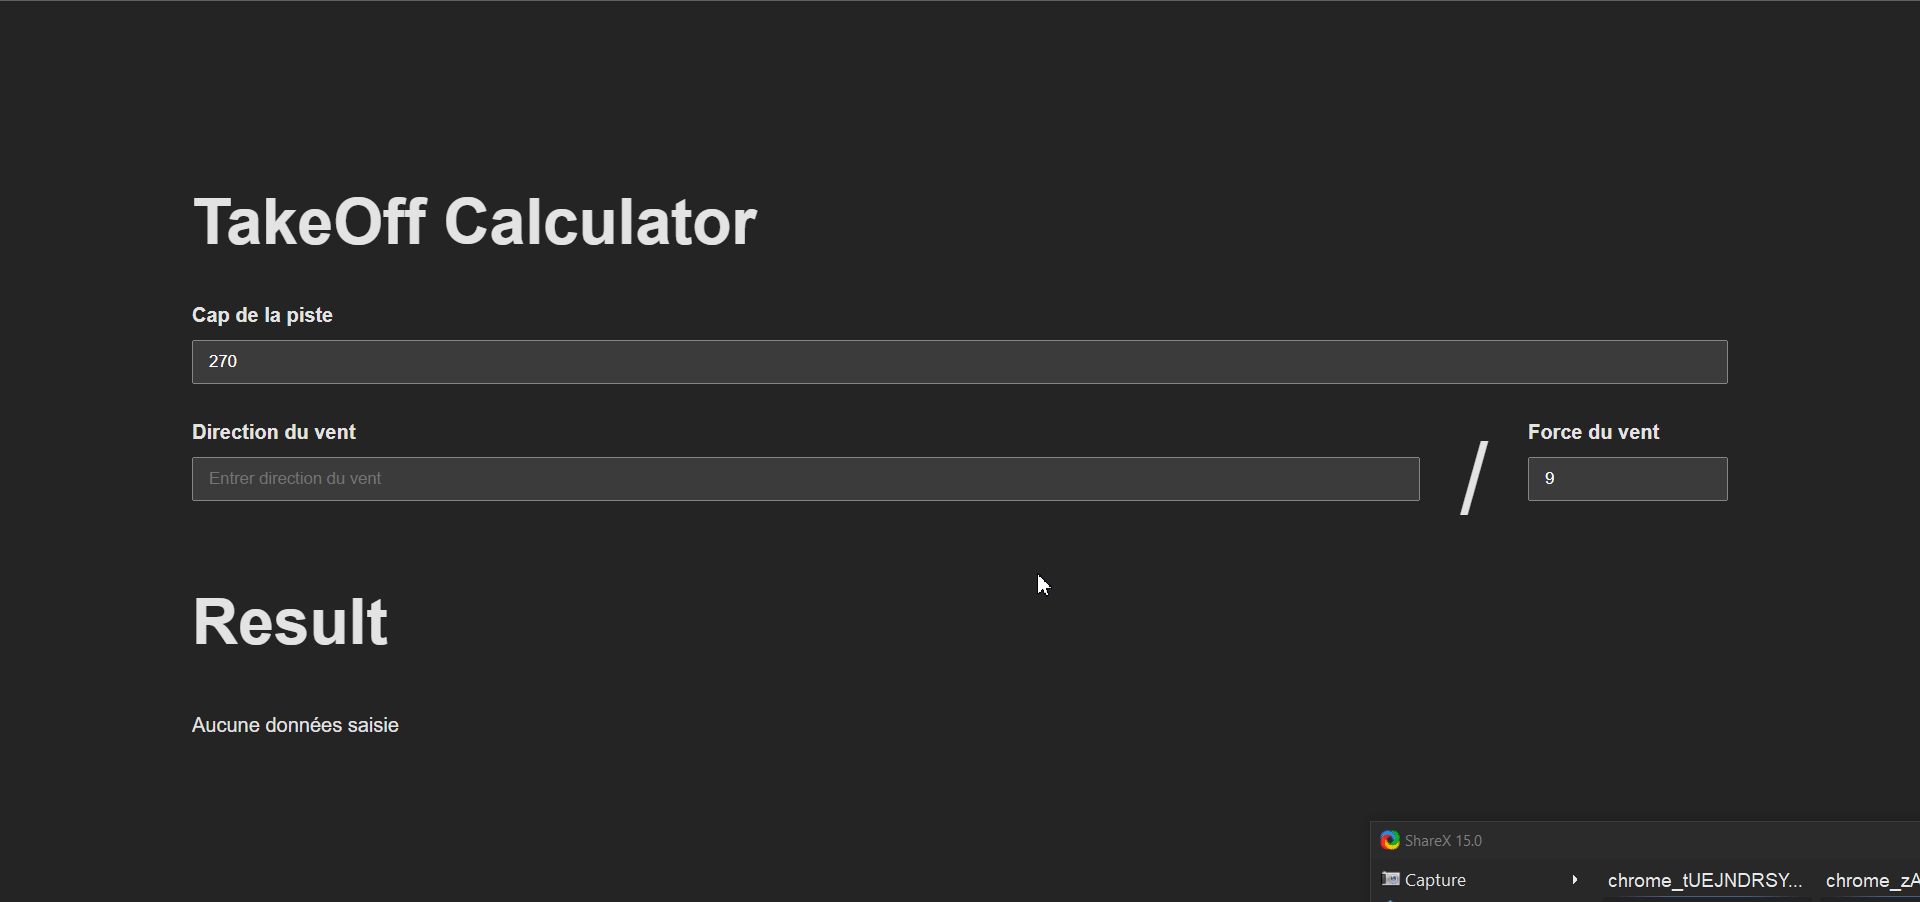 TakeOff Calculator
Cap de la piste
270
Direction du vent
Force du vent
Entrer direction du vent
/
9
Result
Aucune données saisie
ShareX 15.0
Capture
chrome_tUEJNDRSY... chrome_zA